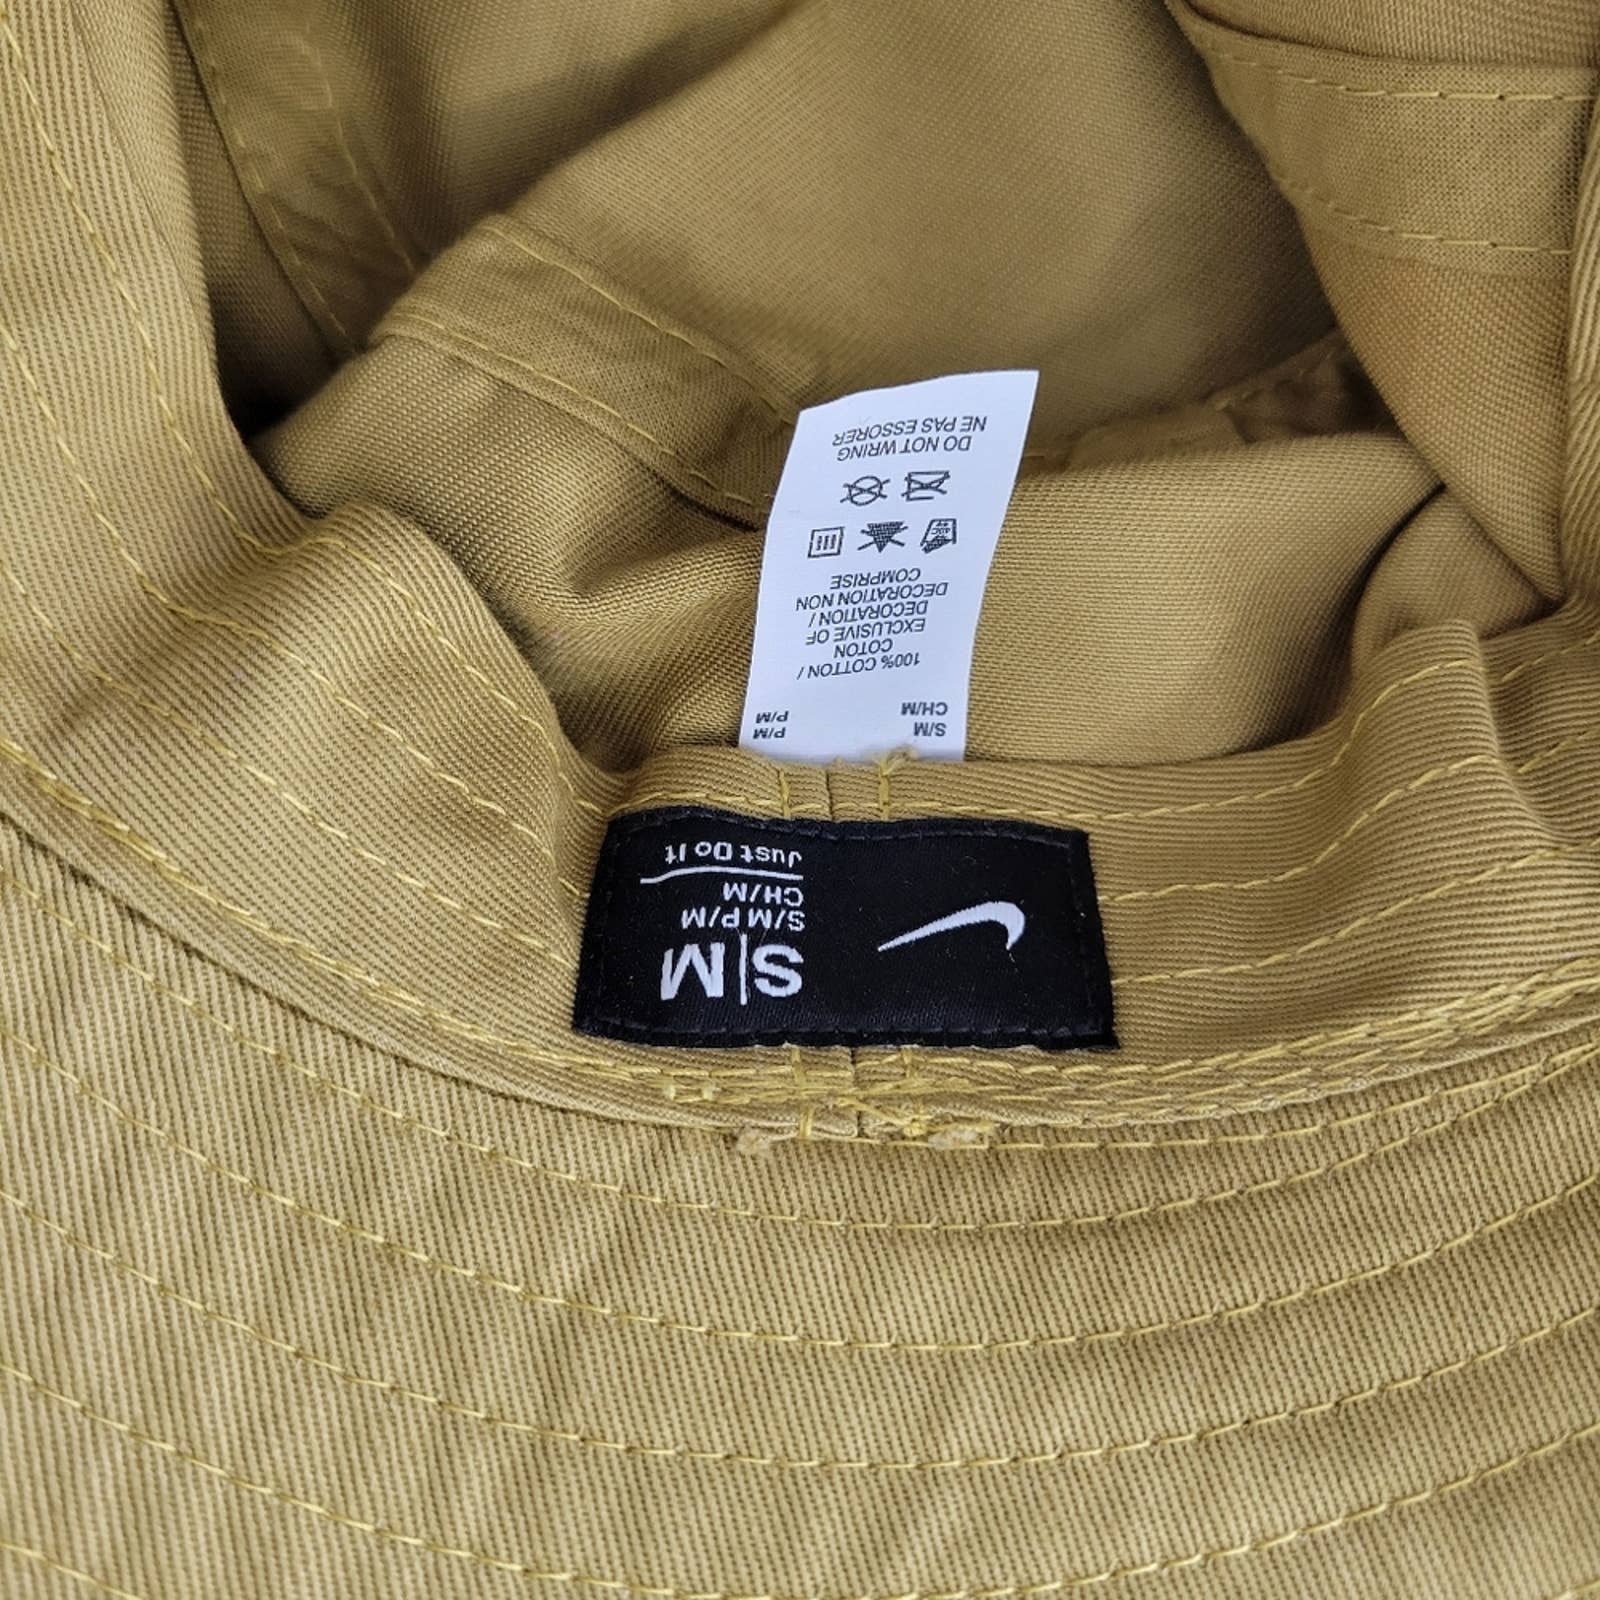 S/M P/M
CH/M P/M
100% COTTON /
COTON
EXCLUSIVE OF
DECORATION /
DECORATION NON
COMPRISE
DO NOT WRING
NE PAS ESSORER
S|M
S/M P/M
CH/M
Just Do It